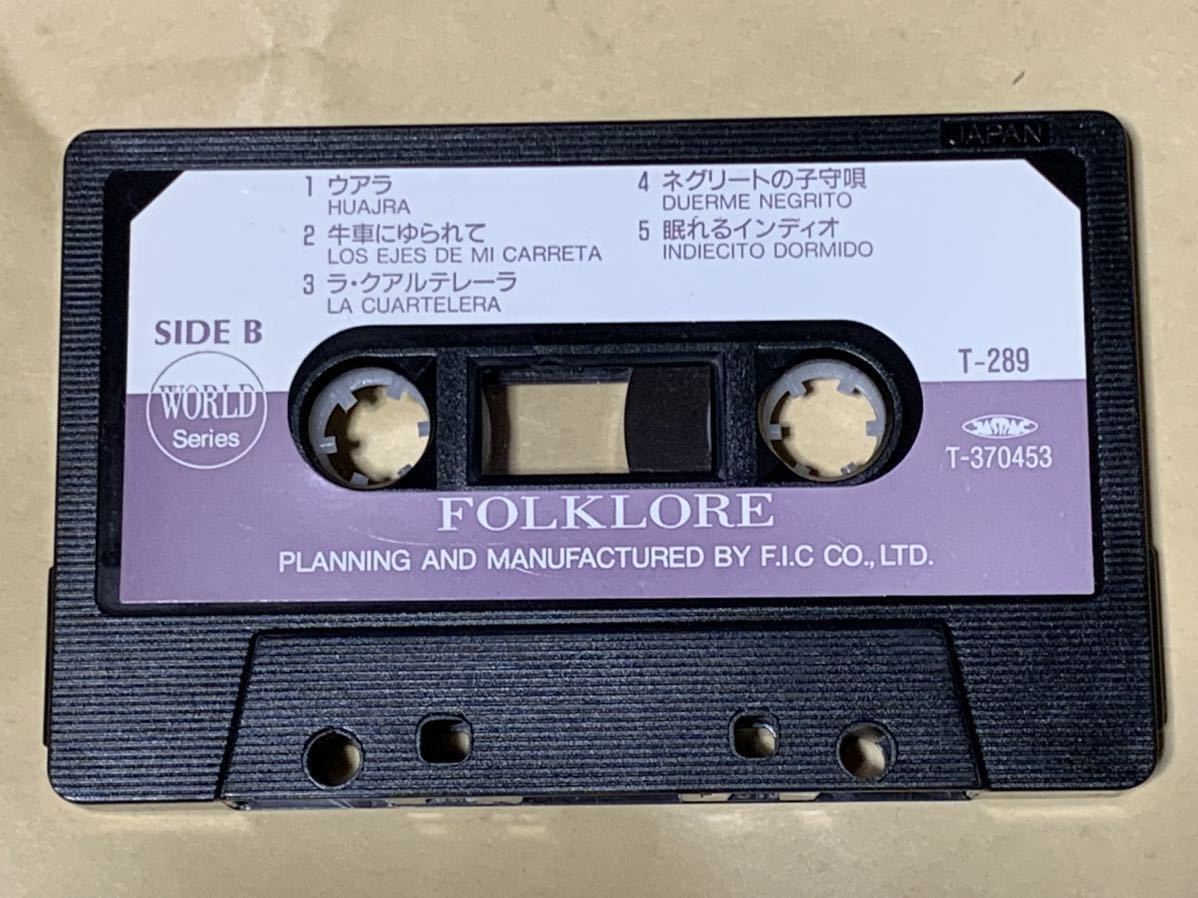 JAPAN
1 ウアラ
HUAJRA
2 牛車にゆられて
LOS EJES DE MI CARRETA
3 ラ・クアルテレーラ
LA CUARTELERA
4 ネグリートの子守唄
DUERME NEGRITO
5 眠れるインディオ
INDIECITO DORMIDO
SIDE B
WORLD
Series
T-289
JASRAC
T-370453
FOLKLORE
PLANNING AND MANUFACTURED BY F.I.C CO., LTD.